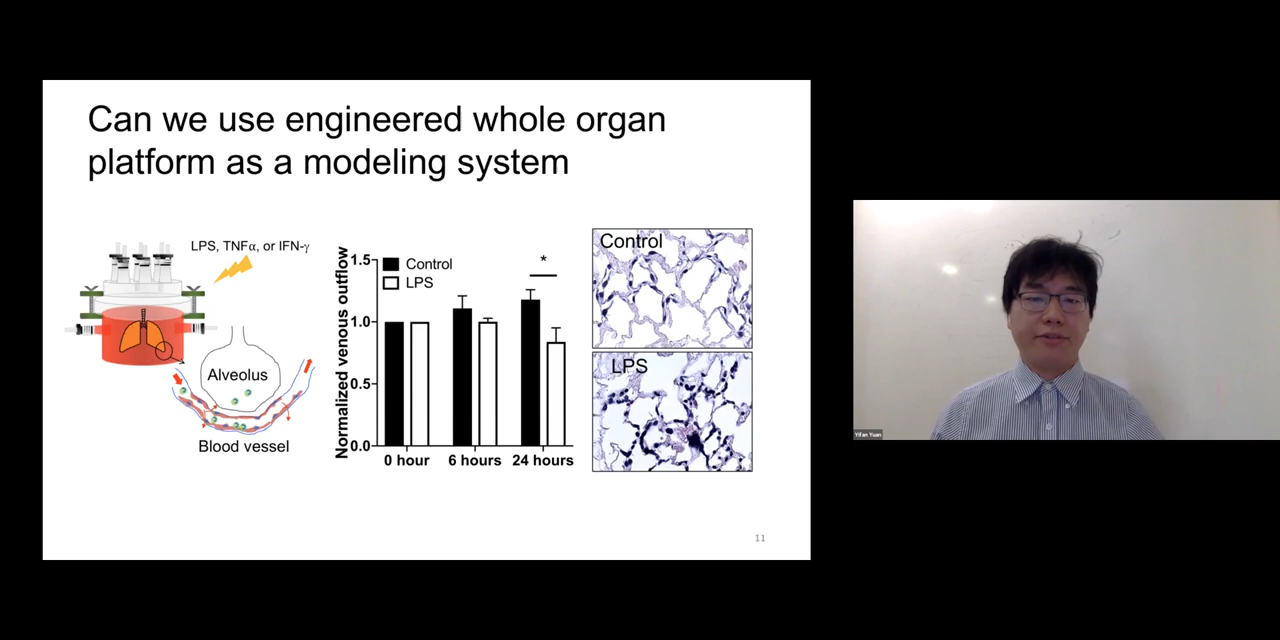 Can we use engineered whole organ
platform as a modeling system
LPS, TNFα, or IFN-γ
Alveolus
Blood vessel
Normalized venous outflow
1.5
1.0
0.5
0.0
Control
LPS
*
0 hour
6 hours
24 hours
Control
LPS
11
Yifan Yuan